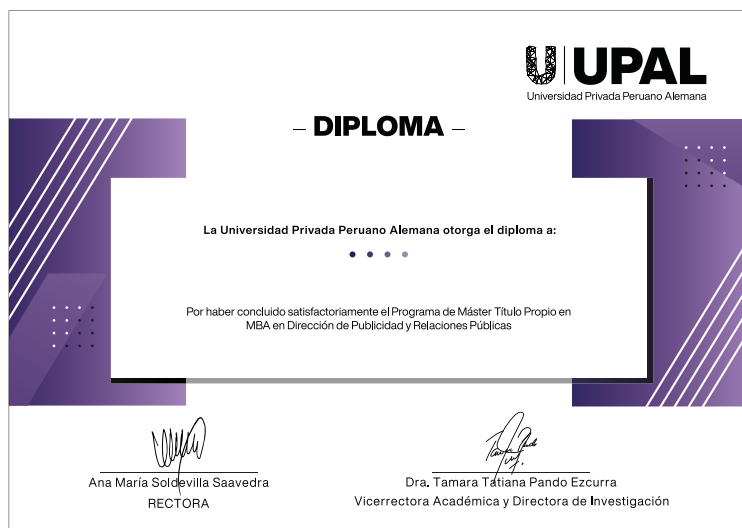 UPAL
Universidad Privada Peruano Alemana
– DIPLOMA –
La Universidad Privada Peruano Alemana otorga el diploma a:
Por haber concluido satisfactoriamente el Programa de Máster Título Propio en
MBA en Dirección de Publicidad y Relaciones Públicas
Ana María Soldevilla Saavedra
RECTORA
Dra. Tamara Tatiana Pando Ezcurra
Vicerrectora Académica y Directora de Investigación